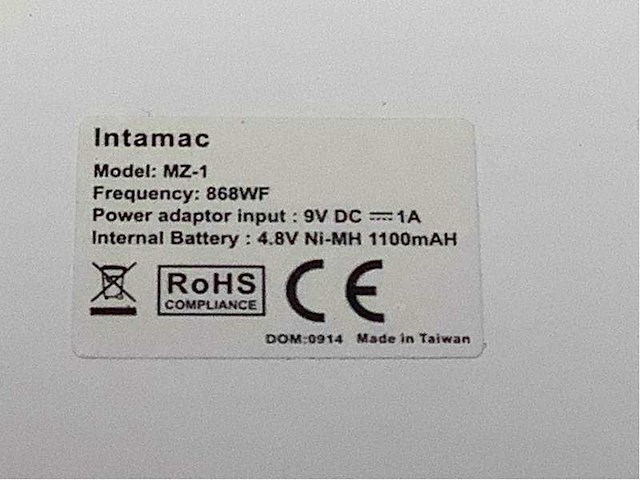 Intamac
Model: MZ-1
Frequency: 868WF
Power adaptor input : 9V DC ⎓ 1A
Internal Battery : 4.8V Ni-MH 1100mAH
RoHS
COMPLIANCE
CE
DOM:0914 Made in Taiwan